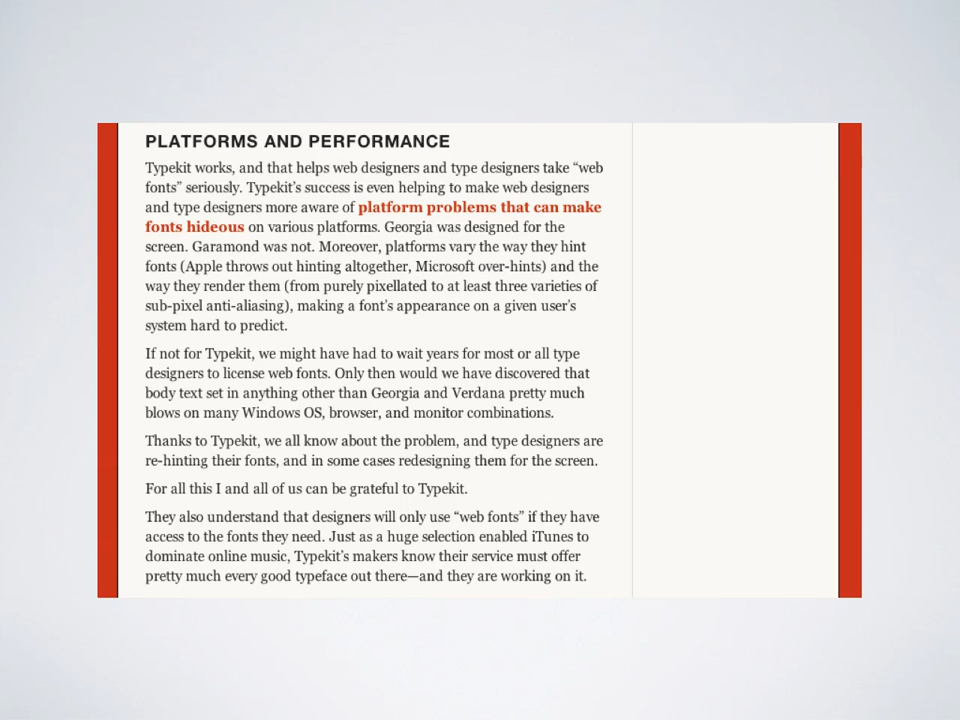 PLATFORMS AND PERFORMANCE
Typekit works, and that helps web designers and type designers take “web
fonts” seriously. Typekit’s success is even helping to make web designers
and type designers more aware of platform problems that can make
fonts hideous on various platforms. Georgia was designed for the
screen. Garamond was not. Moreover, platforms vary the way they hint
fonts (Apple throws out hinting altogether, Microsoft over-hints) and the
way they render them (from purely pixellated to at least three varieties of
sub-pixel anti-aliasing), making a font’s appearance on a given user’s
system hard to predict.
If not for Typekit, we might have had to wait years for most or all type
designers to license web fonts. Only then would we have discovered that
body text set in anything other than Georgia and Verdana pretty much
blows on many Windows OS, browser, and monitor combinations.
Thanks to Typekit, we all know about the problem, and type designers are
re-hinting their fonts, and in some cases redesigning them for the screen.
For all this I and all of us can be grateful to Typekit.
They also understand that designers will only use “web fonts” if they have
access to the fonts they need. Just as a huge selection enabled iTunes to
dominate online music, Typekit’s makers know their service must offer
pretty much every good typeface out there—and they are working on it.